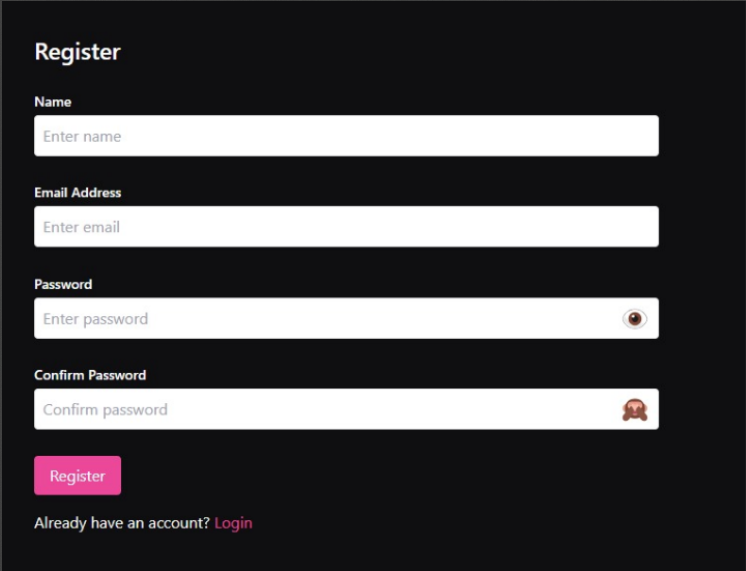 Register
Name
Enter name
Email Address
Enter email
Password
Enter password
Confirm Password
Confirm password
Register
Already have an account? Login